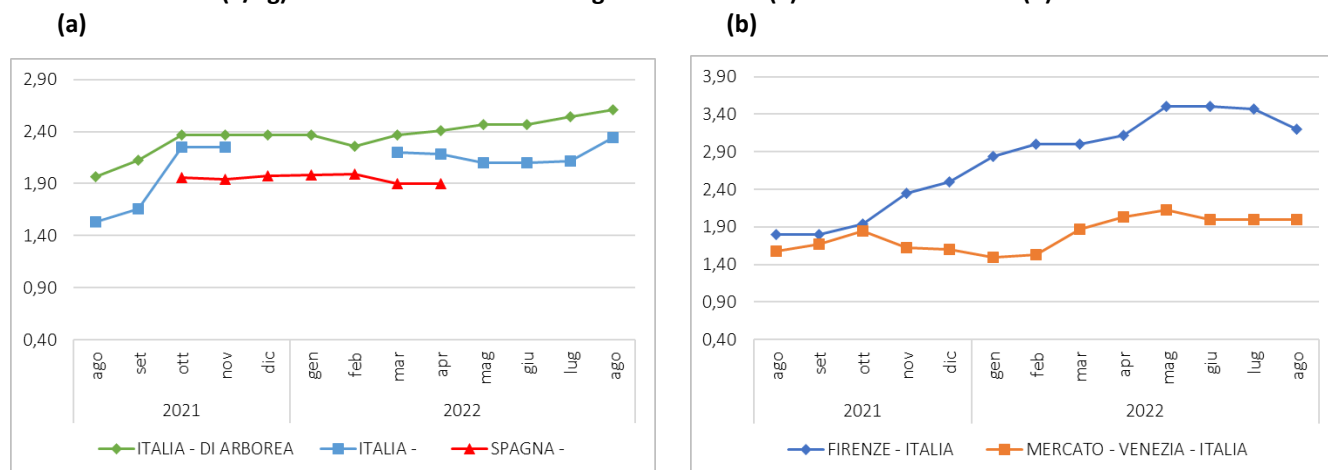 (a)
(b)
2,90
2,40
1,90
1,40
0,90
0,40
ago set ott nov dic gen feb mar apr mag giu lug ago
2021 2022
ITALIA - DI ARBOREA ITALIA - SPAGNA -
3,90
3,40
2,90
2,40
1,90
1,40
0,90
0,40
ago set ott nov dic gen feb mar apr mag giu lug ago
2021 2022
FIRENZE - ITALIA MERCATO - VENEZIA - ITALIA